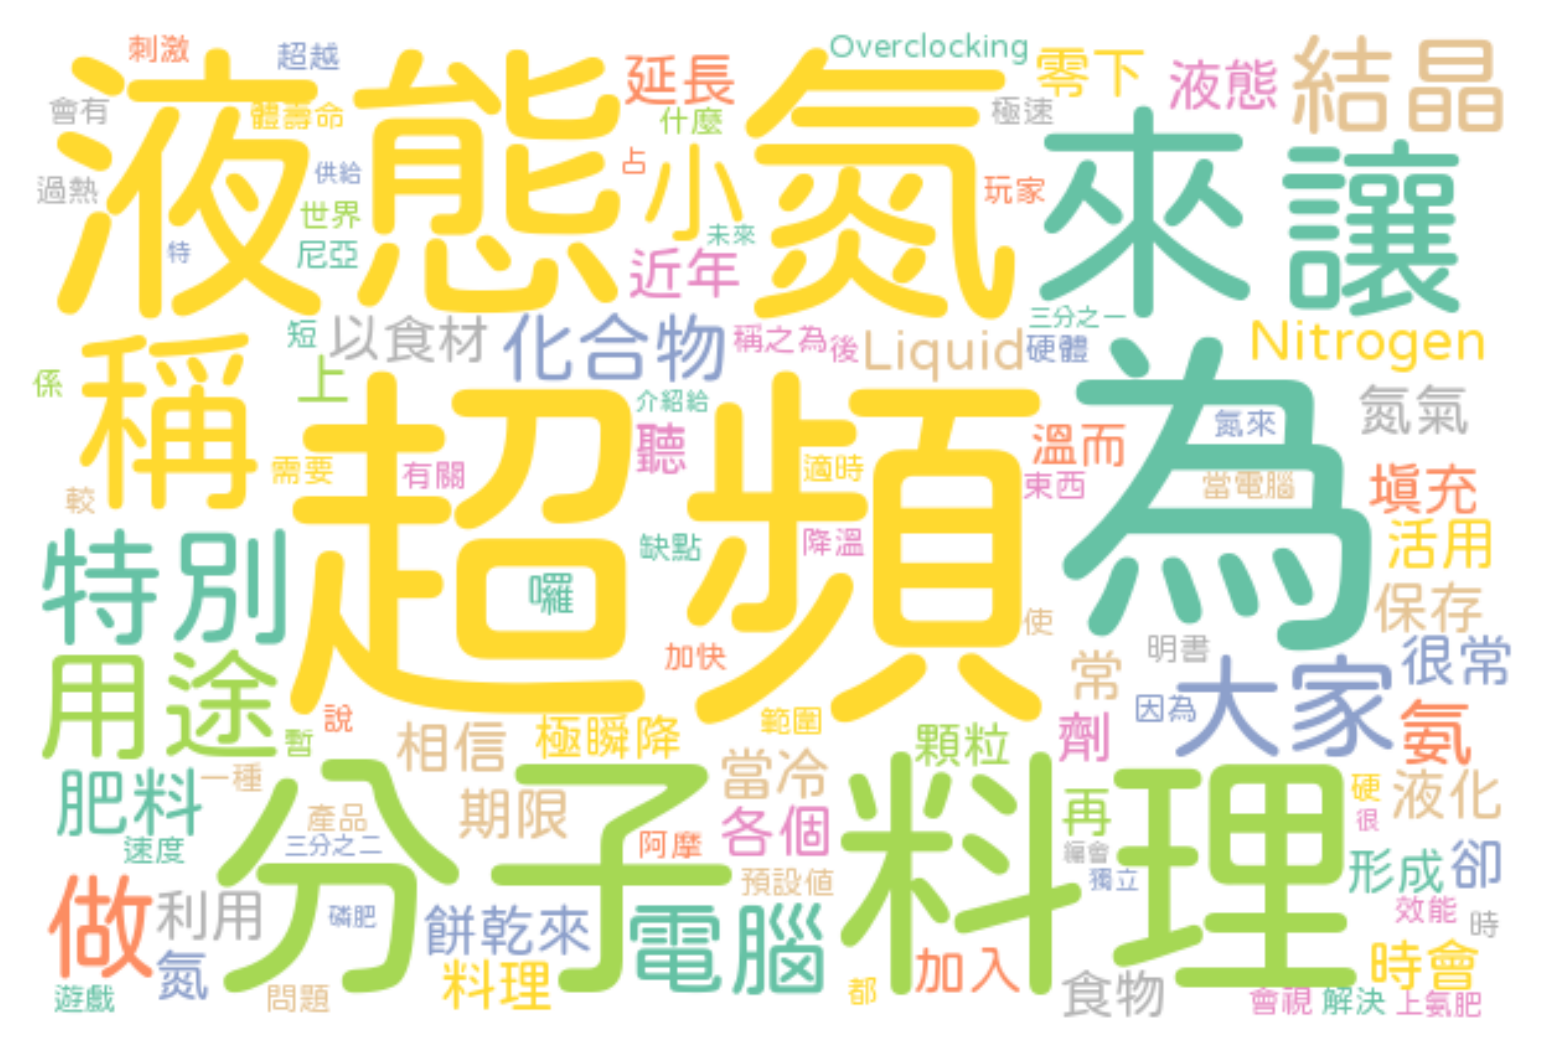 刺激
超越
Overclocking
延長
零下
液態
結晶
會有
體壽命
什麼
極速
液態氮
來讓
占
小
過熱
供給
玩家
世界
未來
特
尼亞
近年
三分之一
短
以食材
化合物
稱之為
後
Liquid
硬體
Nitrogen
係
上
稱
介紹給
氮氣
超頻
為
氮來
聽
溫而
需要
有關
適時
東西
當電腦
填充
較
特別
缺點
降溫
活用
囉
保存
使
加快
明書
很常
用途
常
大家
說
因為
範圍
暫
相信
極瞬降
顆粒
劑
氨
肥料
一種
當冷
硬
液化
分子料理
期限
產品
再
很
各個
速度
三分之二
阿摩
編會
形成
卻
預設值
獨立
做
利用
磷肥
餅乾來
電腦
效能
時
氮
料理
加入
時會
遊戲
問題
都
食物
會視
解決
上氨肥